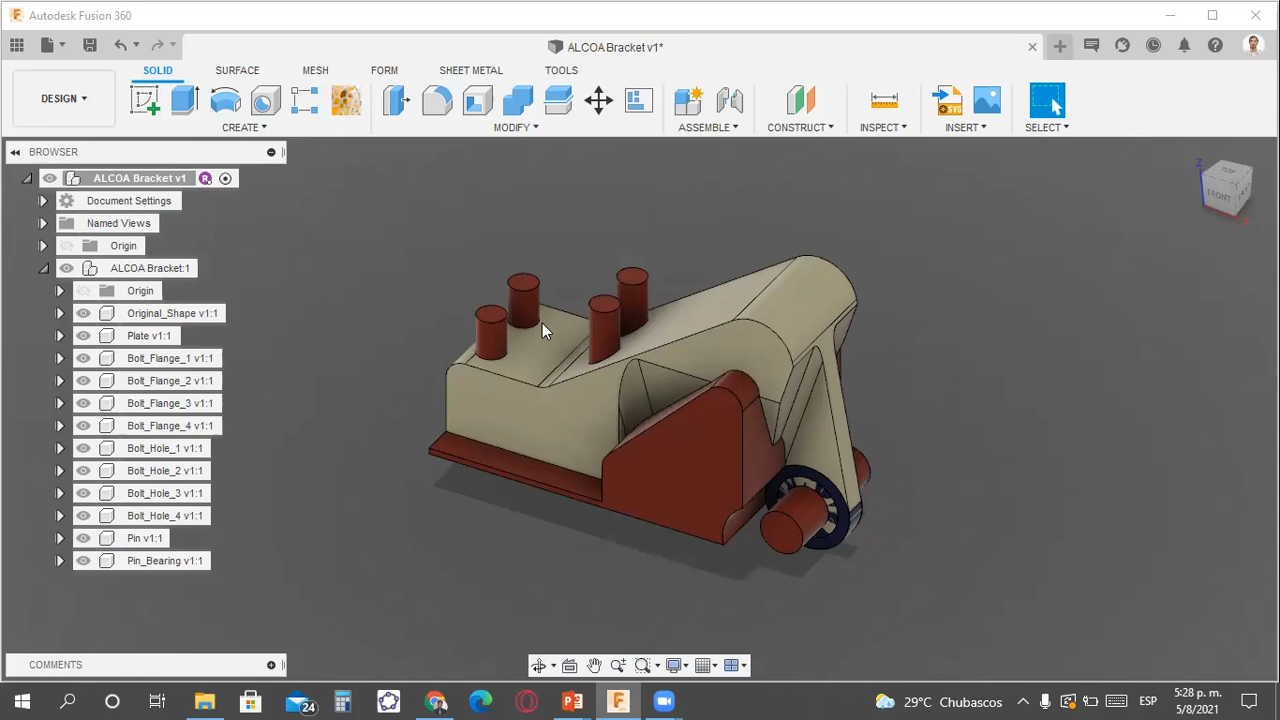 Autodesk Fusion 360
ALCOA Bracket v1*
SOLID SURFACE MESH FORM SHEET METAL TOOLS
DESIGN
CREATE MODIFY ASSEMBLE CONSTRUCT INSPECT INSERT SELECT
BROWSER
ALCOA Bracket v1
Document Settings
Named Views
Origin
ALCOA Bracket:1
Origin
Original_Shape v1:1
Plate v1:1
Bolt_Flange_1 v1:1
Bolt_Flange_2 v1:1
Bolt_Flange_3 v1:1
Bolt_Flange_4 v1:1
Bolt_Hole_1 v1:1
Bolt_Hole_2 v1:1
Bolt_Hole_3 v1:1
Bolt_Hole_4 v1:1
Pin v1:1
Pin_Bearing v1:1
Z
TOP
FRONT
X
COMMENTS
24
29°C Chubascos
ESP
5:28 p. m.
5/8/2021